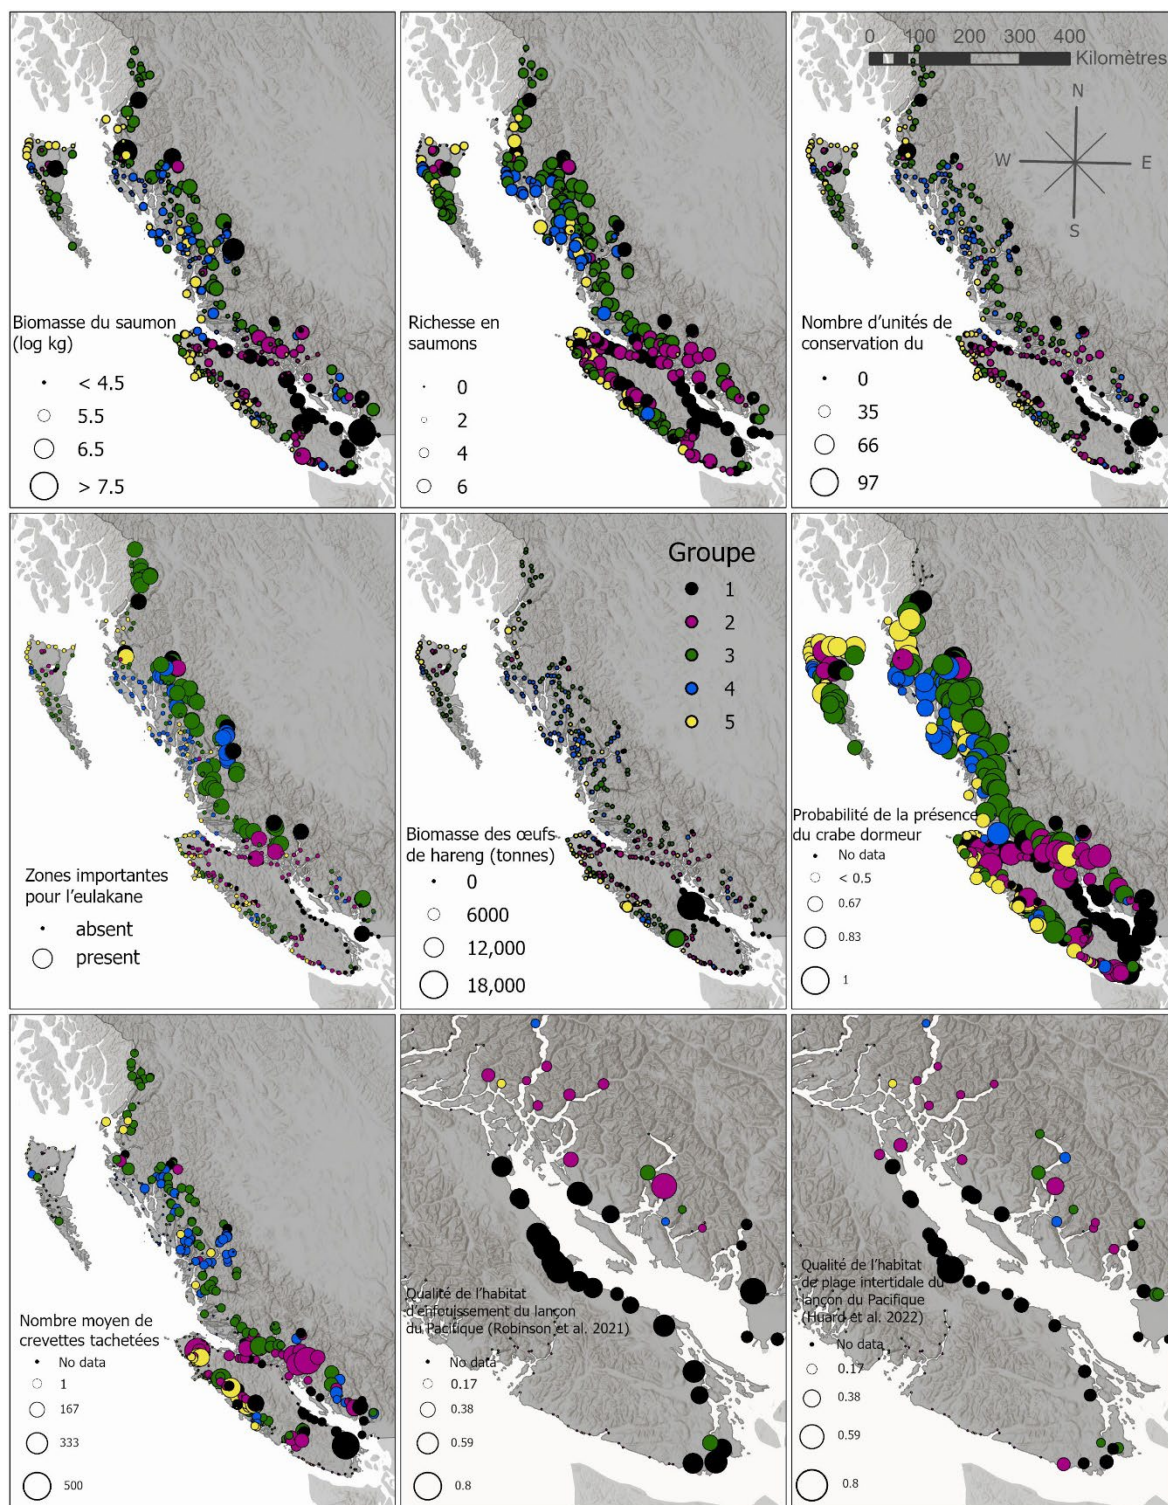 Biomasse du saumon
(log kg)
< 4.5
5.5
6.5
> 7.5
Richesse en
saumons
0
2
4
6
0 100 200 300 400
Kilomètres
N
W E
S
Nombre d'unités de
conservation du
0
35
66
97
Zones importantes
pour l'eulakane
absent
present
Groupe
1
2
3
4
5
Biomasse des œufs
de hareng (tonnes)
0
6000
12,000
18,000
Probabilité de la présence
du crabe dormeur
No data
< 0.5
0.67
0.83
1
Nombre moyen de
crevettes tachetées
No data
1
167
333
500
Qualité de l'habitat
d'enfouissement du lançon
du Pacifique (Robinson et al. 2021)
No data
0.17
0.38
0.59
0.8
Qualité de l'habitat
de plage intertidale du
lançon du Pacifique
(Huard et al. 2022)
No data
0.17
0.38
0.59
0.8